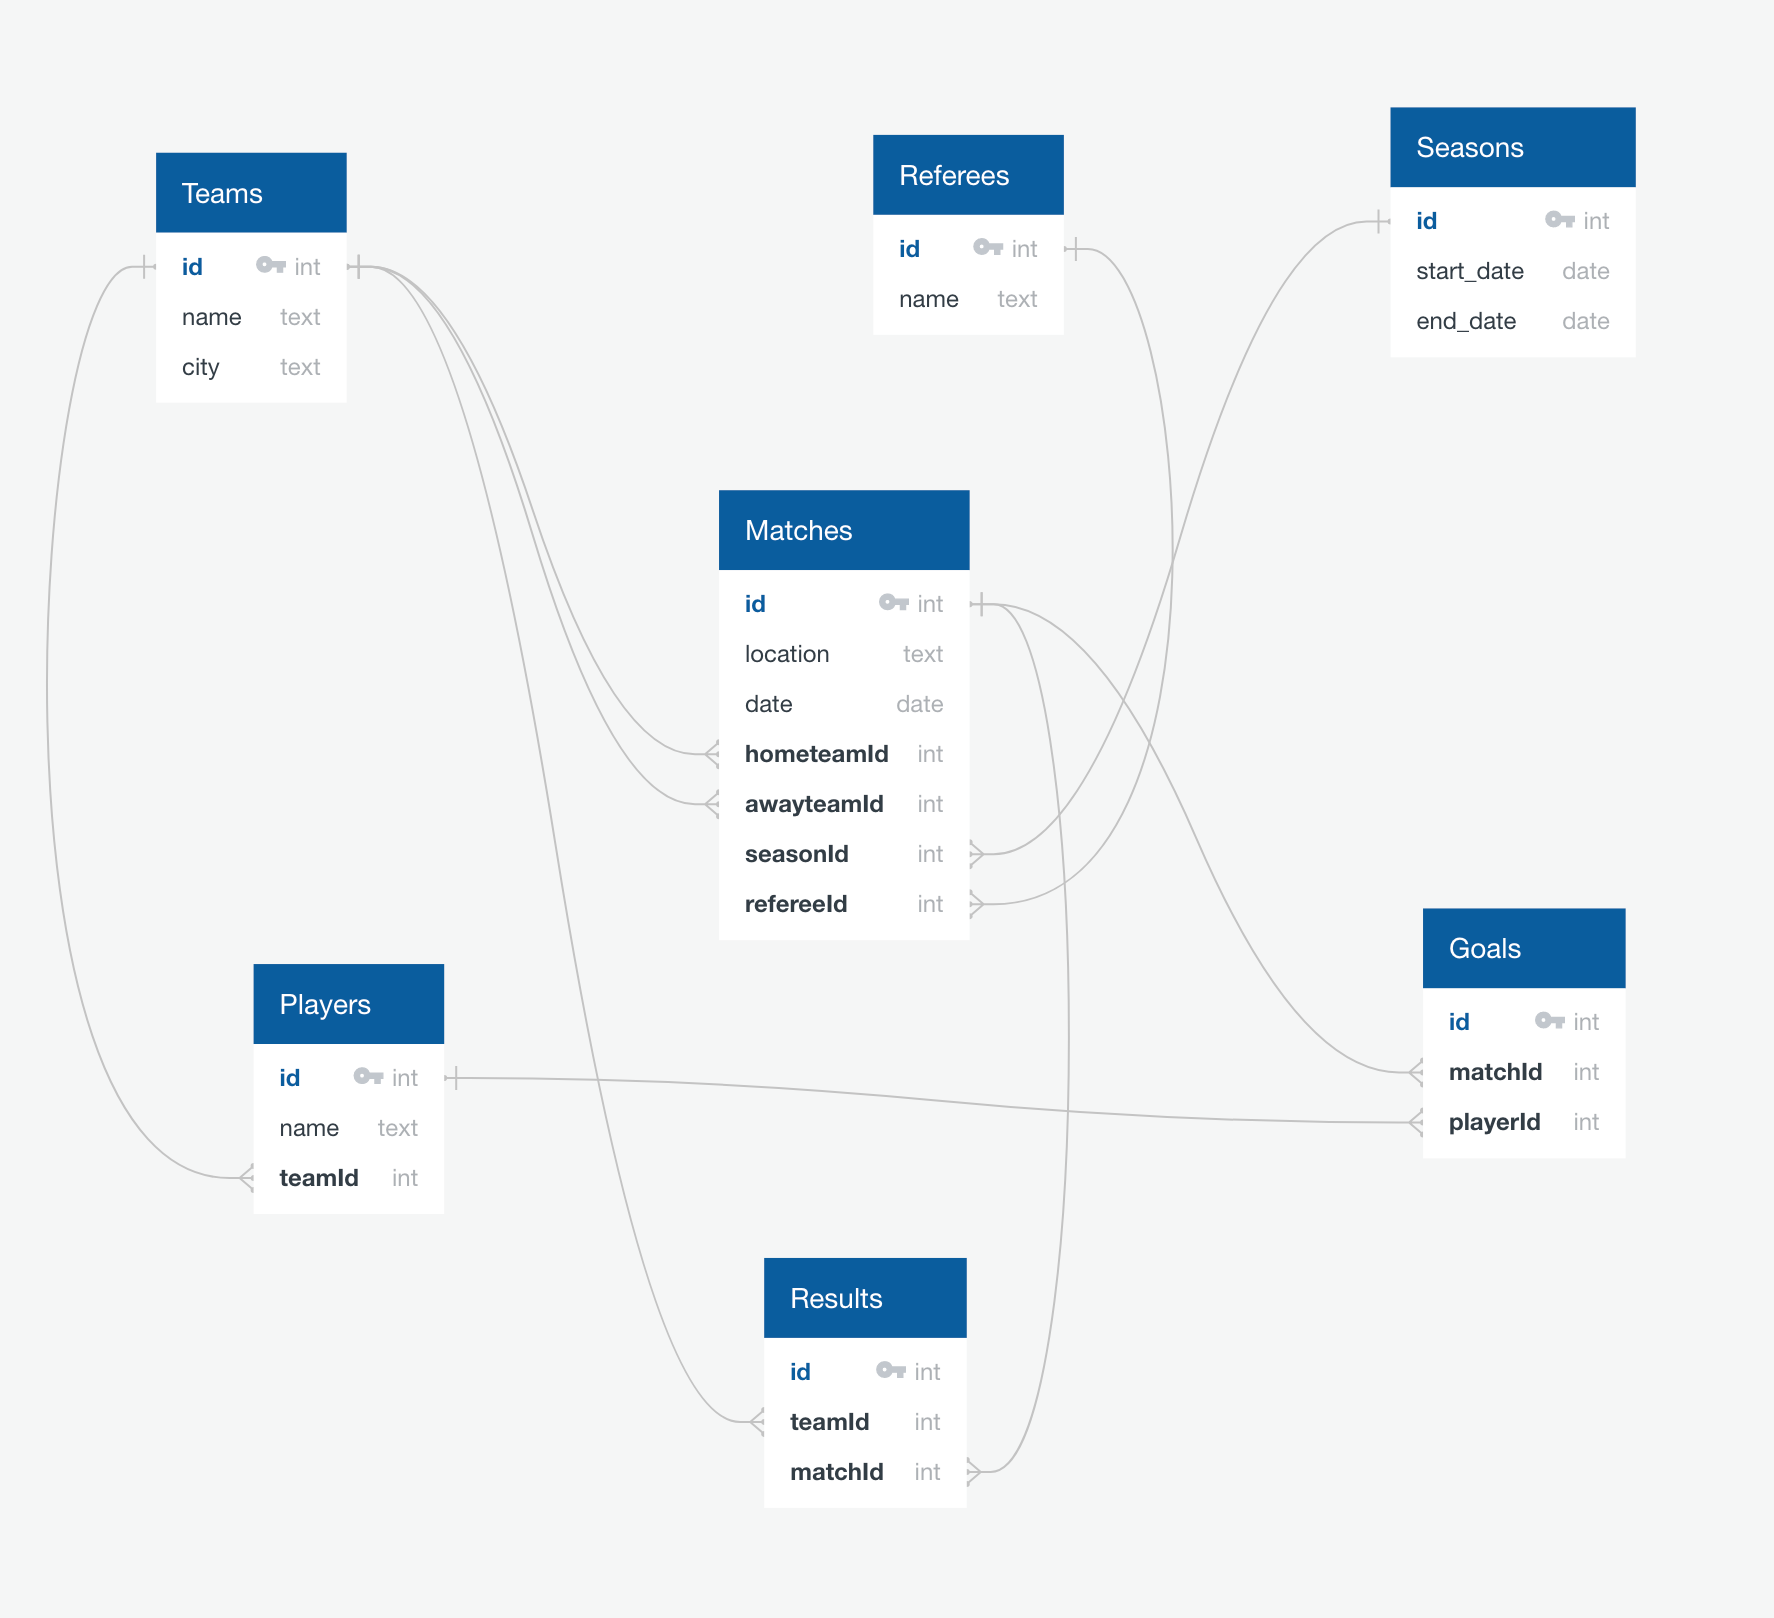 Teams
id int
name text
city text
Referees
id int
name text
Seasons
id int
start_date date
end_date date
Matches
id int
location text
date date
hometeamId int
awayteamId int
seasonId int
refereeId int
Players
id int
name text
teamId int
Goals
id int
matchId int
playerId int
Results
id int
teamId int
matchId int